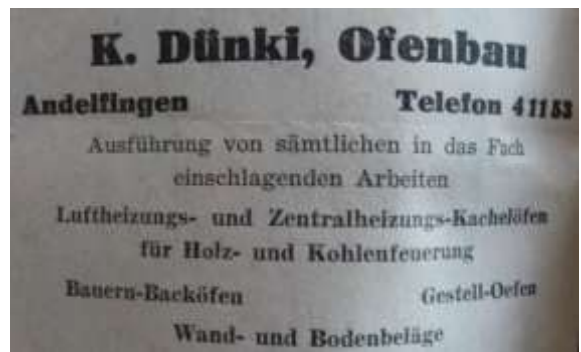 K. Dünki, Ofenbau
Andelfingen Telefon 41153
Ausführung von sämtlichen in das Fach
einschlagenden Arbeiten
Luftheizungs- und Zentralheizungs-Kachelöfen
für Holz- und Kohlenfeuerung
Bauern-Backöfen Gestell-Oefen
Wand- und Bodenbeläge